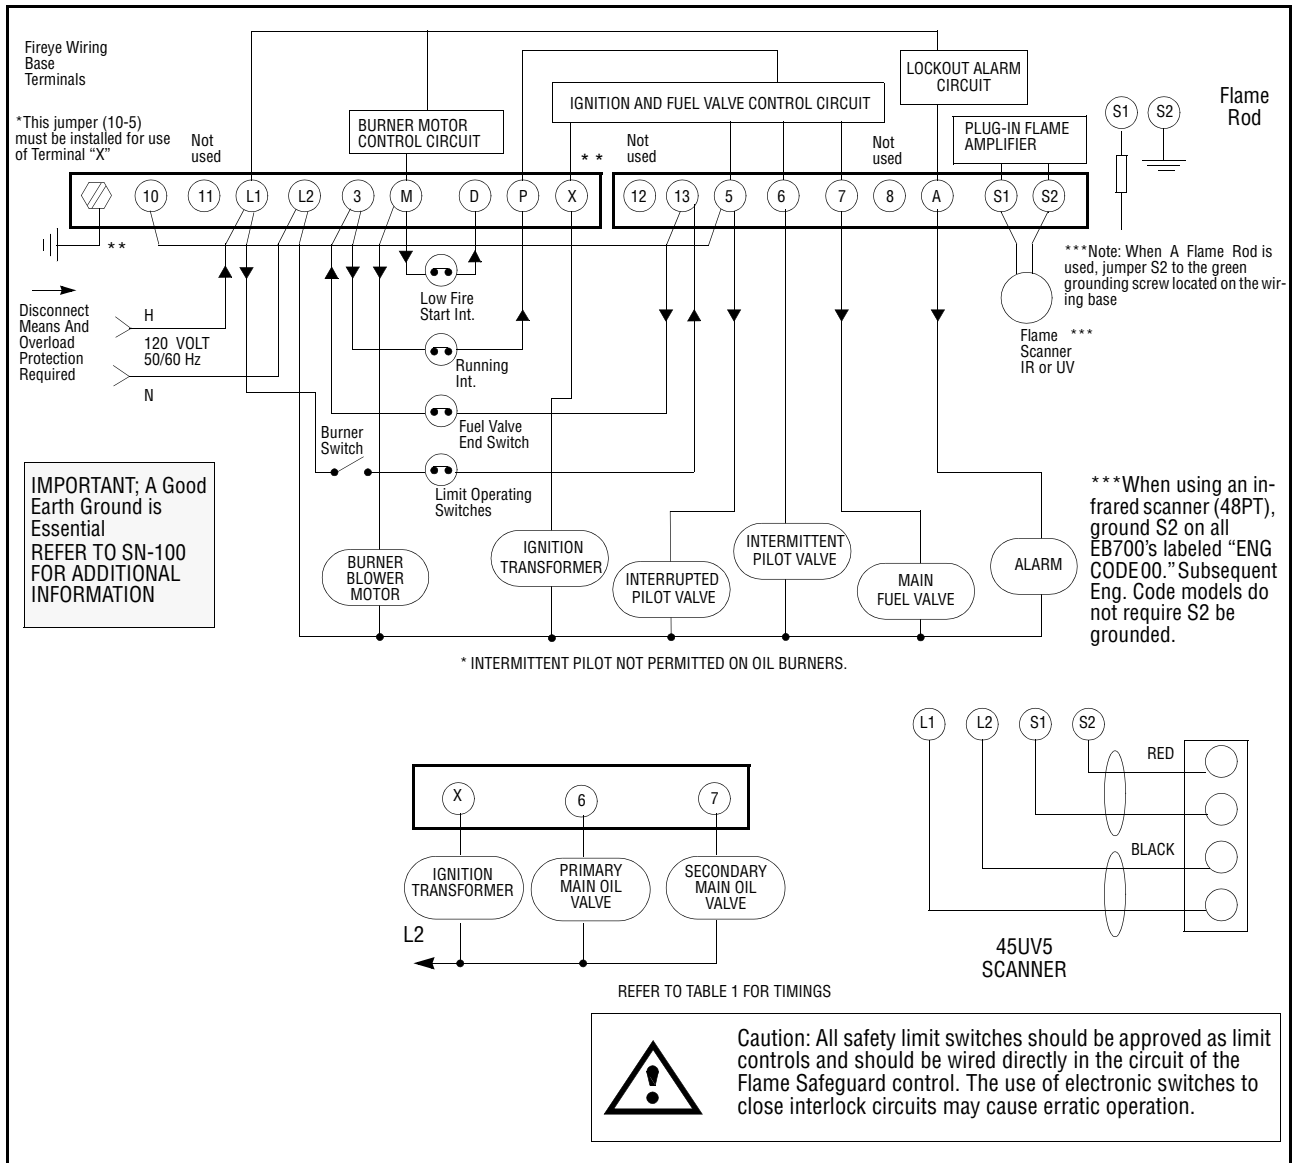 Fireye Wiring
Base
Terminals
*This jumper (10-5)
must be installed for use
of Terminal “X”
Not
used
BURNER MOTOR
CONTROL CIRCUIT
IGNITION AND FUEL VALVE CONTROL CIRCUIT
* *
Not
used
LOCKOUT ALARM
CIRCUIT
Not
used
PLUG-IN FLAME
AMPLIFIER
S1
S2
Flame
Rod
10
11
L1
L2
3
M
D
P
X
12
13
5
6
7
8
A
S1
S2
* *
***Note: When A Flame Rod is
used, jumper S2 to the green
grounding screw located on the wir-
ing base
Disconnect
Means And
Overload
Protection
Required
H
120 VOLT
50/60 Hz
N
Low Fire
Start Int.
Running
Int.
Fuel Valve
End Switch
Burner
Switch
Limit Operating
Switches
Flame ***
Scanner
IR or UV
IMPORTANT; A Good
Earth Ground is
Essential
REFER TO SN-100
FOR ADDITIONAL
INFORMATION
BURNER
BLOWER
MOTOR
IGNITION
TRANSFORMER
INTERRUPTED
PILOT VALVE
INTERMITTENT
PILOT VALVE
MAIN
FUEL VALVE
ALARM
***When using an in-
frared scanner (48PT),
ground S2 on all
EB700's labeled “ENG
CODE 00.” Subsequent
Eng. Code models do
not require S2 be
grounded.
* INTERMITTENT PILOT NOT PERMITTED ON OIL BURNERS.
X
6
7
IGNITION
TRANSFORMER
PRIMARY
MAIN OIL
VALVE
SECONDARY
MAIN OIL
VALVE
L2
L1
L2
S1
S2
RED
BLACK
45UV5
SCANNER
REFER TO TABLE 1 FOR TIMINGS
Caution: All safety limit switches should be approved as limit
controls and should be wired directly in the circuit of the
Flame Safeguard control. The use of electronic switches to
close interlock circuits may cause erratic operation.